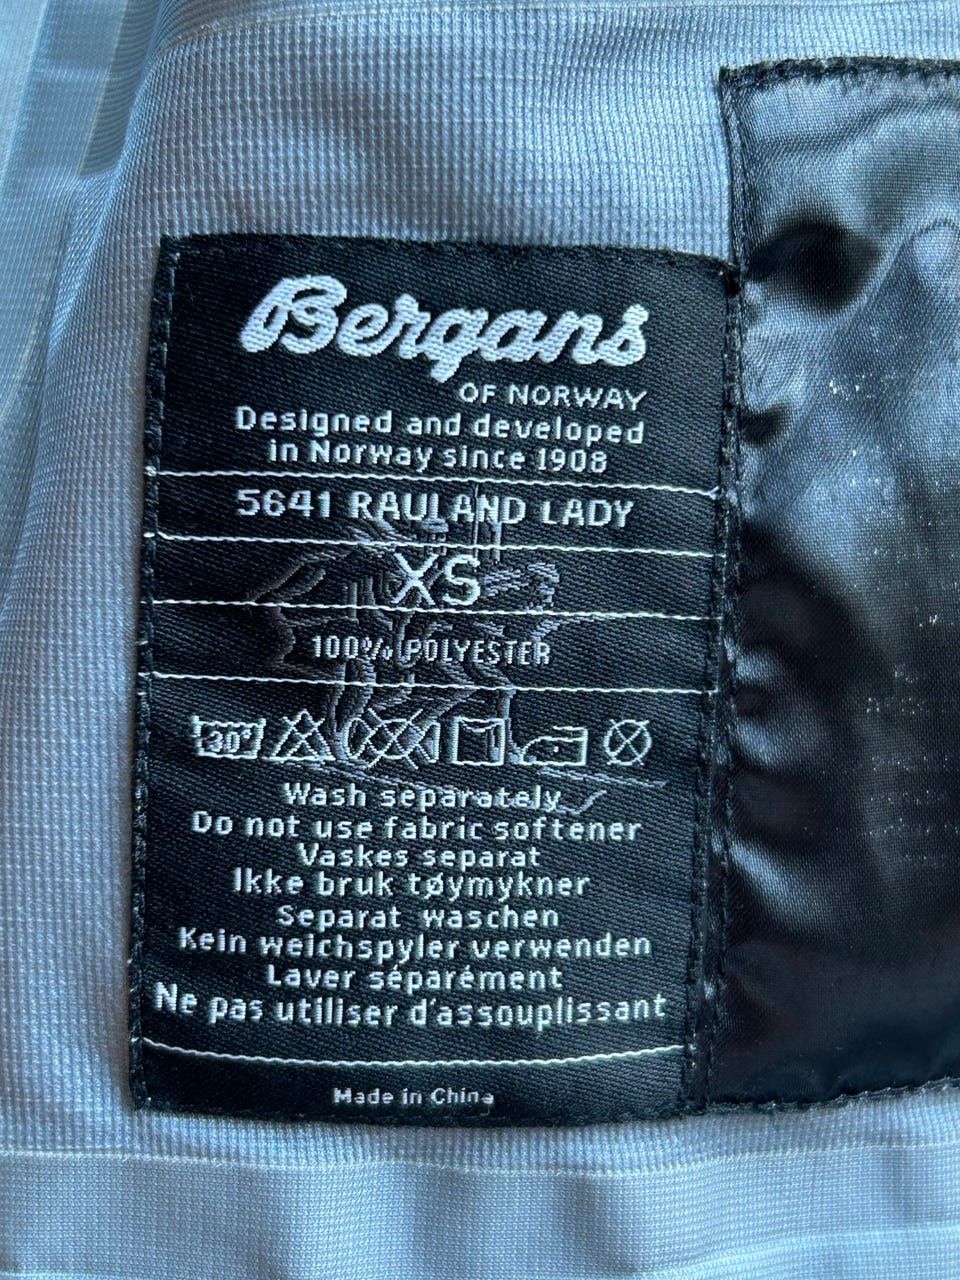 Bergans
OF NORWAY
Designed and developed
in Norway since 1908
5641 RAULAND LADY
XS
100% POLYESTER
30°
Wash separately
Do not use fabric softener
Vaskes separat
Ikke bruk tøymykner
Separat waschen
Kein weichspyler verwenden
Laver séparément
Ne pas utiliser d'assouplissant
Made in China